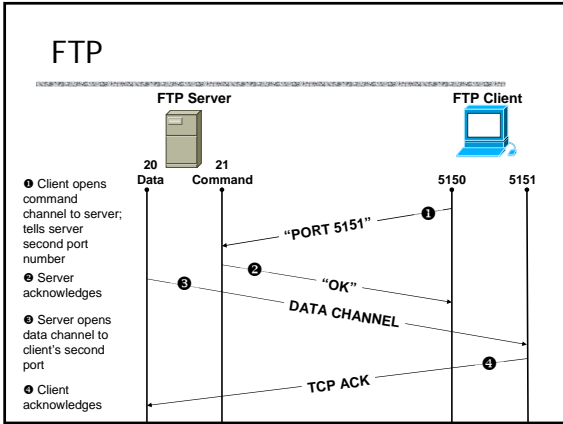 FTP
FTP Server
FTP Client
20
Data
21
Command
5150
5151
❶ Client opens
command
channel to server;
tells server
second port
number
❷ Server
acknowledges
❸ Server opens
data channel to
client's second
port
❹ Client
acknowledges
"PORT 5151"
❶
❷
"OK"
❸
DATA CHANNEL
❹
TCP ACK